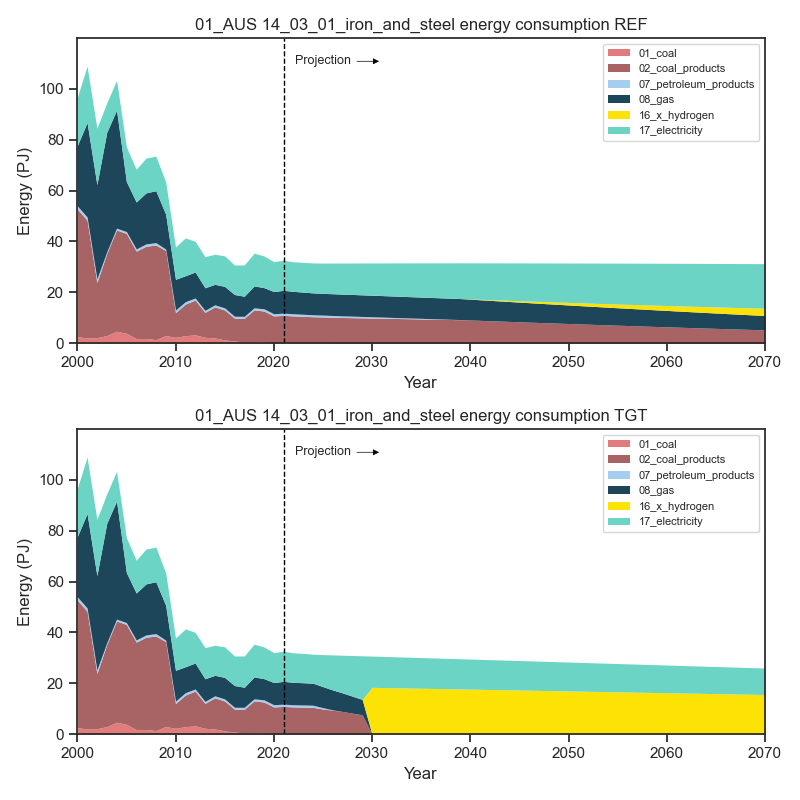 01_AUS 14_03_01_iron_and_steel energy consumption REF
Projection
01_coal
02_coal_products
07_petroleum_products
08_gas
16_x_hydrogen
17_electricity
Energy (PJ)
100
80
60
40
20
0
2000 2010 2020 2030 2040 2050 2060 2070
Year
01_AUS 14_03_01_iron_and_steel energy consumption TGT
Projection
01_coal
02_coal_products
07_petroleum_products
08_gas
16_x_hydrogen
17_electricity
Energy (PJ)
100
80
60
40
20
0
2000 2010 2020 2030 2040 2050 2060 2070
Year